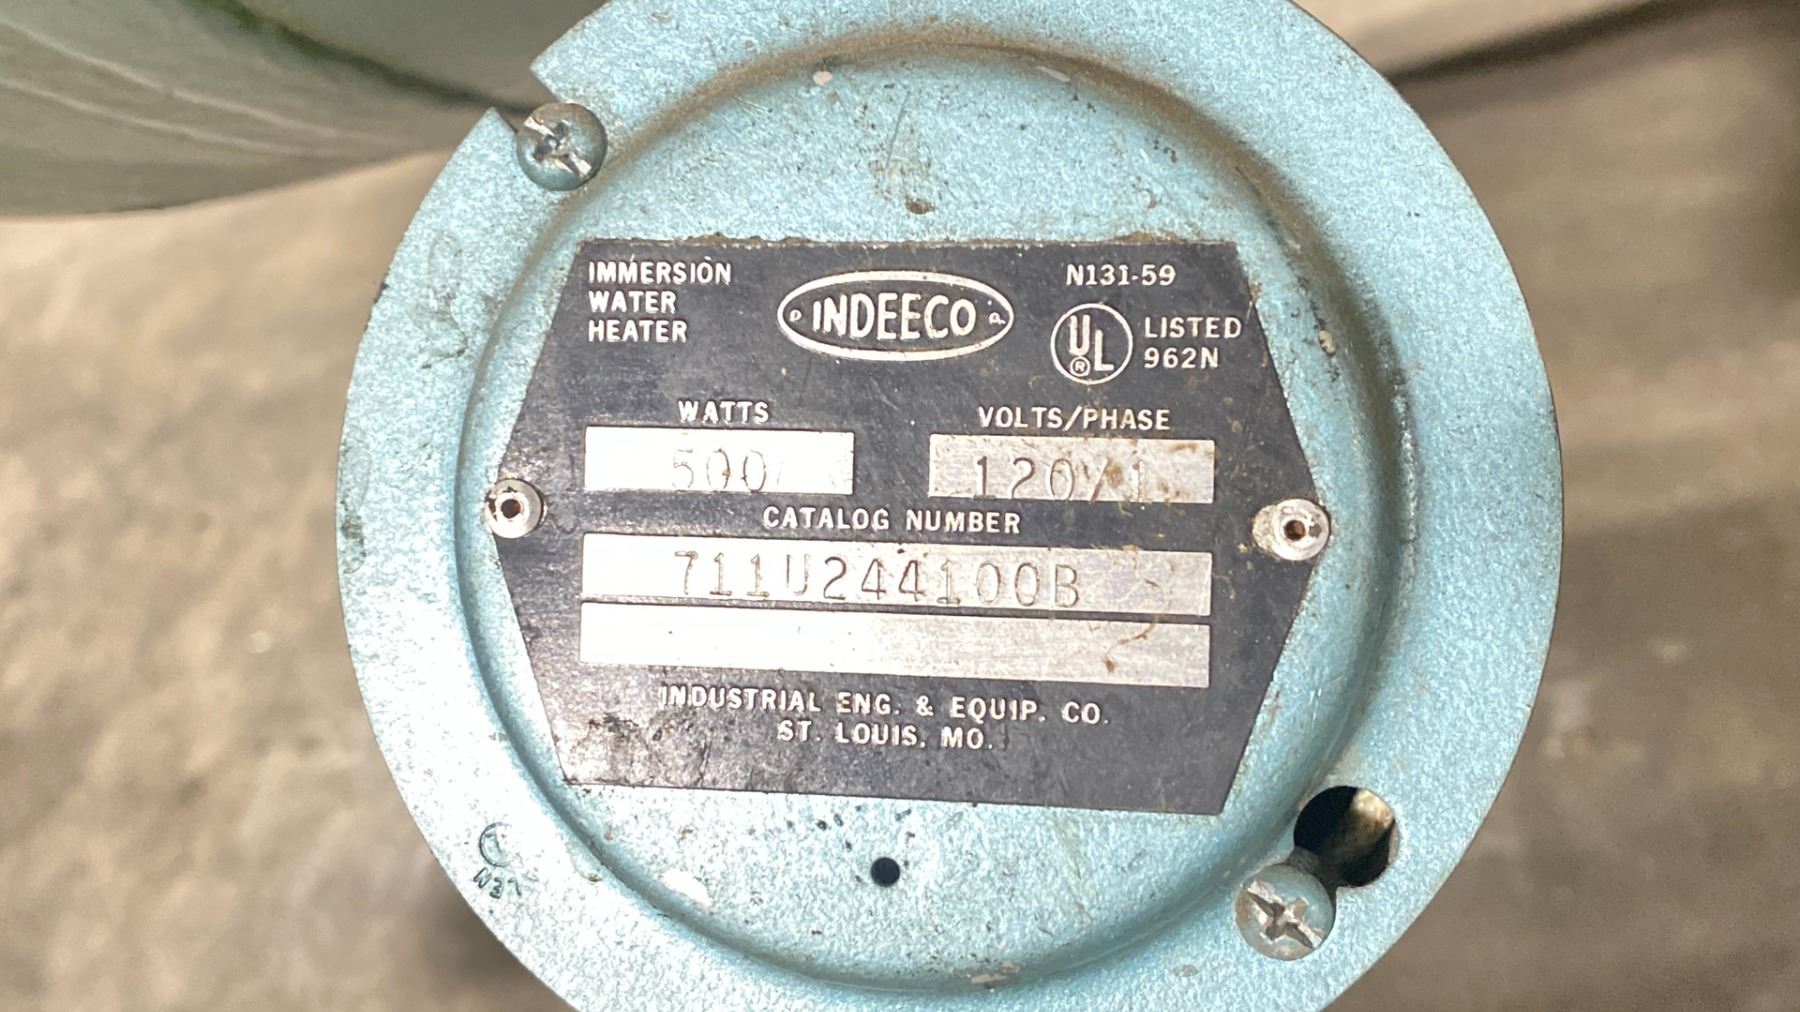 IMMERSION
WATER
HEATER
INDEECO
N131-59
UL
®
LISTED
962N
WATTS
500
VOLTS/PHASE
120/1
CATALOG NUMBER
711U244100B
INDUSTRIAL ENG. & EQUIP. CO.
ST. LOUIS, MO.